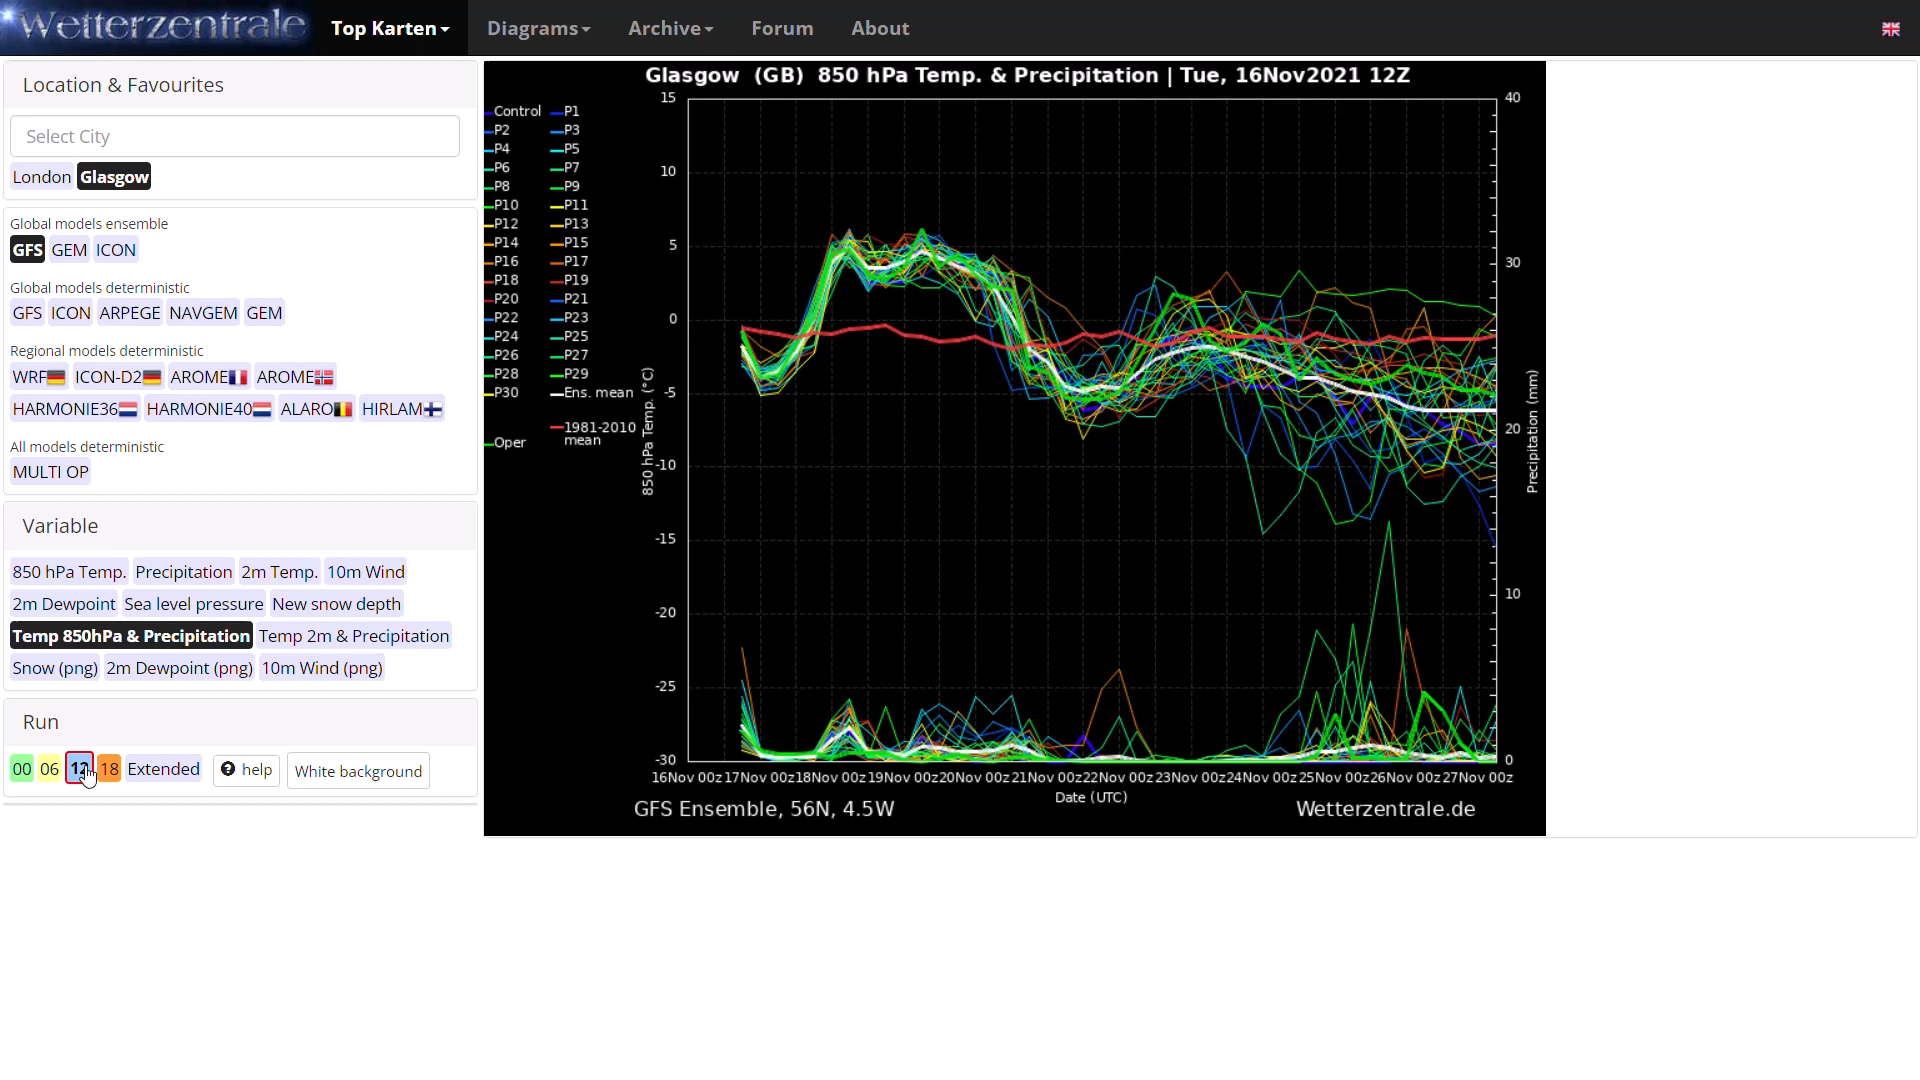 Wetterzentrale
Top Karten
Diagrams
Archive
Forum
About
Location & Favourites
Select City
London Glasgow
Global models ensemble
GFS GEM ICON
Global models deterministic
GFS ICON ARPEGE NAVGEM GEM
Regional models deterministic
WRF ICON-D2 AROME AROME
HARMONIE36 HARMONIE40 ALARO HIRLAM
All models deterministic
MULTI OP
Variable
850 hPa Temp. Precipitation 2m Temp. 10m Wind
2m Dewpoint Sea level pressure New snow depth
Temp 850hPa & Precipitation Temp 2m & Precipitation
Snow (png) 2m Dewpoint (png) 10m Wind (png)
Run
00 06 12 18 Extended help White background
Glasgow (GB) 850 hPa Temp. & Precipitation | Tue, 16Nov2021 12Z
Control P1
P2 P3
P4 P5
P6 P7
P8 P9
P10 P11
P12 P13
P14 P15
P16 P17
P18 P19
P20 P21
P22 P23
P24 P25
P26 P27
P28 P29
P30 Ens. mean
1981-2010
mean
Oper
850 hPa Temp. (°C)
15
10
5
0
-5
-10
-15
-20
-25
-30
40
30
20
10
0
Precipitation (mm)
16Nov 00z 17Nov 00z 18Nov 00z 19Nov 00z 20Nov 00z 21Nov 00z 22Nov 00z 23Nov 00z 24Nov 00z 25Nov 00z 26Nov 00z 27Nov 00z
Date (UTC)
GFS Ensemble, 56N, 4.5W
Wetterzentrale.de